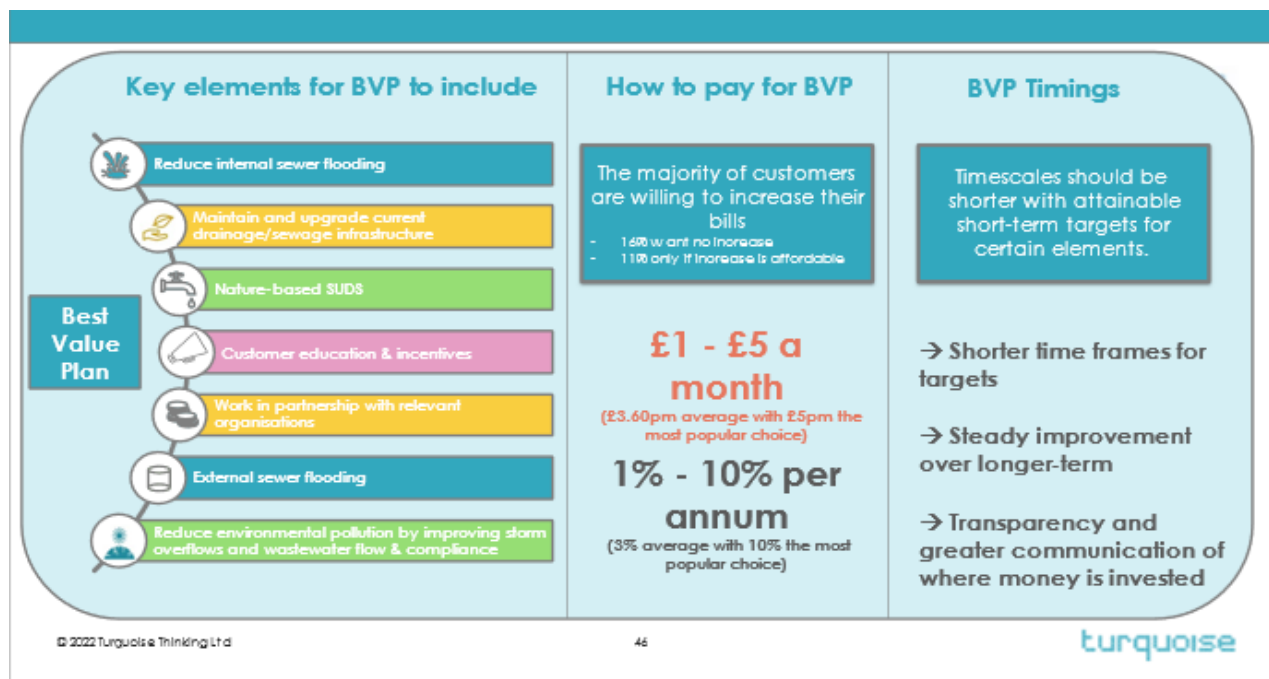 Key elements for BVP to include
Reduce internal sewer flooding
Maintain and upgrade current
drainage/sewage infrastructure
Nature-based SUDS
Best
Value
Plan
Customer education & incentives
Work in partnership with relevant
organisations
External sewer flooding
Reduce environmental pollution by improving storm
overflows and wastewater flow & compliance
How to pay for BVP
The majority of customers
are willing to increase their
bills
- 16% want no increase
- 11% only if increase is affordable
£1 - £5 a
month
(£3.60pm average with £5pm the
most popular choice)
1% - 10% per
annum
(3% average with 10% the most
popular choice)
BVP Timings
Timescales should be
shorter with attainable
short-term targets for
certain elements.
→ Shorter time frames for
targets
→ Steady improvement
over longer-term
→ Transparency and
greater communication of
where money is invested
© 2022 Turquoise Thinking Ltd
46
turquoise